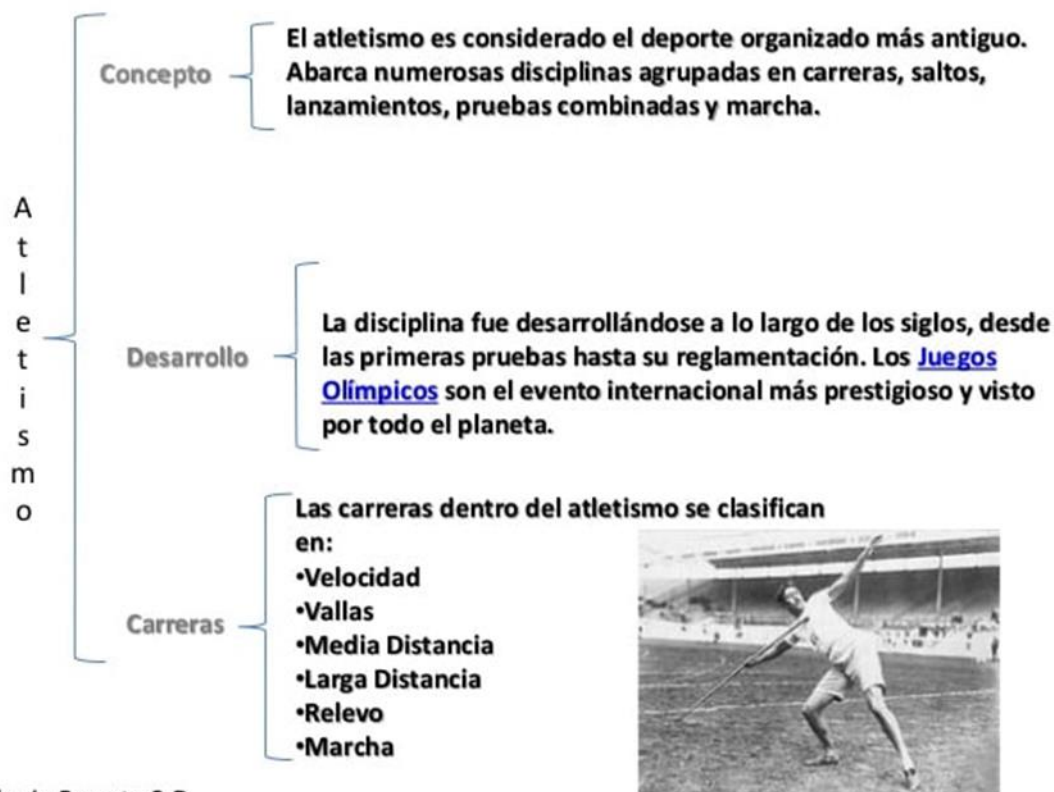 Atletismo
Concepto
El atletismo es considerado el deporte organizado más antiguo.
Abarca numerosas disciplinas agrupadas en carreras, saltos,
lanzamientos, pruebas combinadas y marcha.
Desarrollo
La disciplina fue desarrollándose a lo largo de los siglos, desde
las primeras pruebas hasta su reglamentación. Los Juegos
Olímpicos son el evento internacional más prestigioso y visto
por todo el planeta.
Carreras
Las carreras dentro del atletismo se clasifican
en:
•Velocidad
•Vallas
•Media Distancia
•Larga Distancia
•Relevo
•Marcha